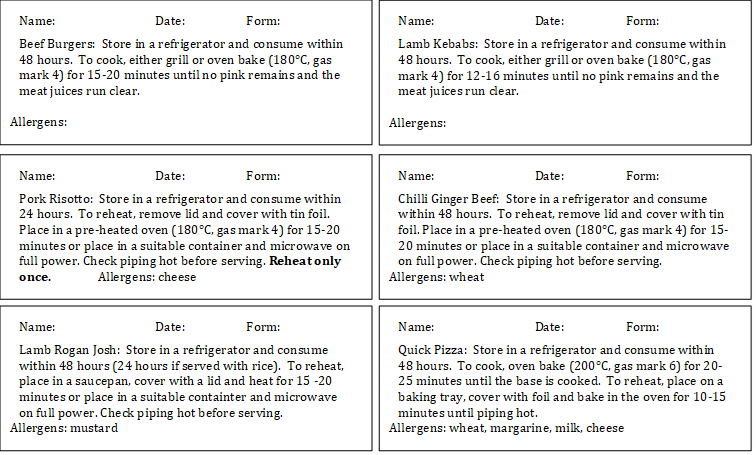 Name: Date: Form:
Beef Burgers: Store in a refrigerator and consume within
48 hours. To cook, either grill or oven bake (180°C, gas
mark 4) for 15-20 minutes until no pink remains and the
meat juices run clear.
Allergens:
Name: Date: Form:
Lamb Kebabs: Store in a refrigerator and consume within
48 hours. To cook, either grill or oven bake (180°C, gas
mark 4) for 12-16 minutes until no pink remains and the
meat juices run clear.
Allergens:
Name: Date: Form:
Pork Risotto: Store in a refrigerator and consume within
24 hours. To reheat, remove lid and cover with tin foil.
Place in a pre-heated oven (180°C, gas mark 4) for 15-20
minutes or place in a suitable container and microwave on
full power. Check piping hot before serving. Reheat only
once. Allergens: cheese
Name: Date: Form:
Chilli Ginger Beef: Store in a refrigerator and consume
within 48 hours. To reheat, remove lid and cover with tin
foil. Place in a pre-heated oven (180°C, gas mark 4) for 15-
20 minutes or place in a suitable container and microwave on
full power. Check piping hot before serving.
Allergens: wheat
Name: Date: Form:
Lamb Rogan Josh: Store in a refrigerator and consume
within 48 hours (24 hours if served with rice). To reheat,
place in a saucepan, cover with a lid and heat for 15 -20
minutes or place in a suitable containter and microwave
on full power. Check piping hot before serving.
Allergens: mustard
Name: Date: Form:
Quick Pizza: Store in a refrigerator and consume within
48 hours. To cook, oven bake (200°C, gas mark 6) for 20-
25 minutes until the base is cooked. To reheat, place on a
baking tray, cover with foil and bake in the oven for 10-15
minutes until piping hot.
Allergens: wheat, margarine, milk, cheese